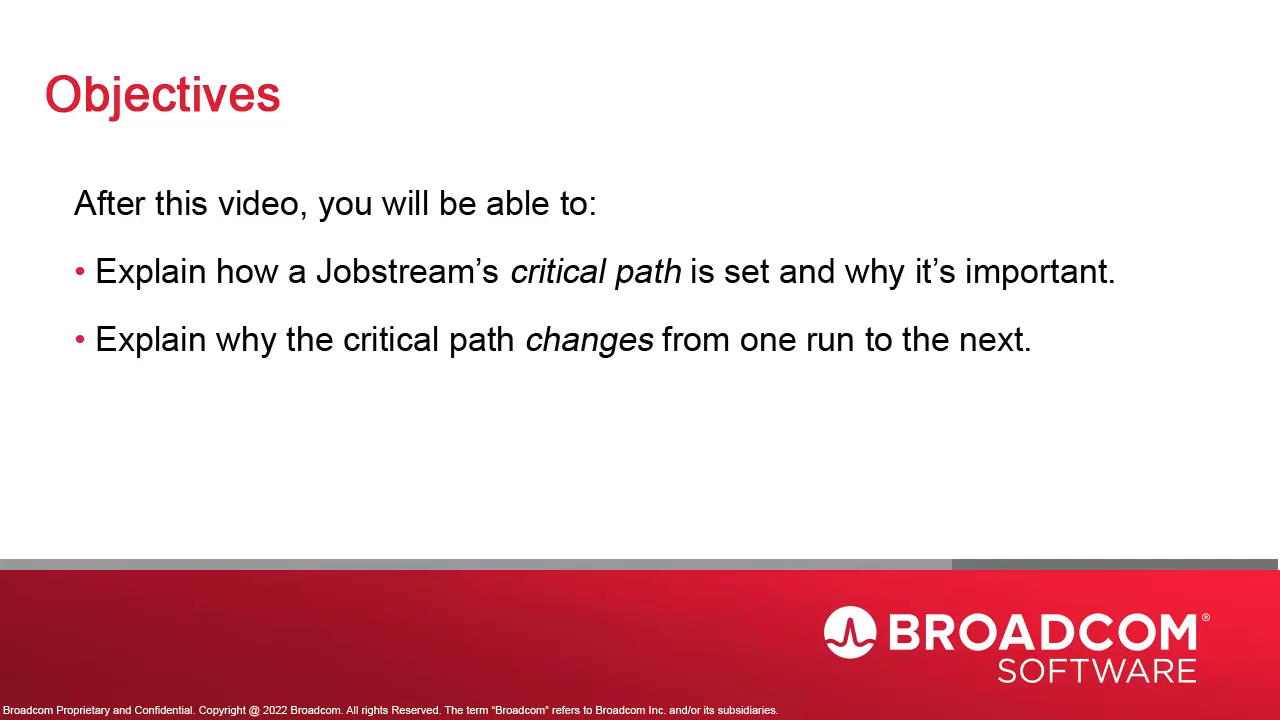 Objectives
After this video, you will be able to:
• Explain how a Jobstream’s critical path is set and why it’s important.
• Explain why the critical path changes from one run to the next.
BROADCOM®
SOFTWARE
Broadcom Proprietary and Confidential. Copyright @ 2022 Broadcom. All rights Reserved. The term “Broadcom” refers to Broadcom Inc. and/or its subsidiaries.